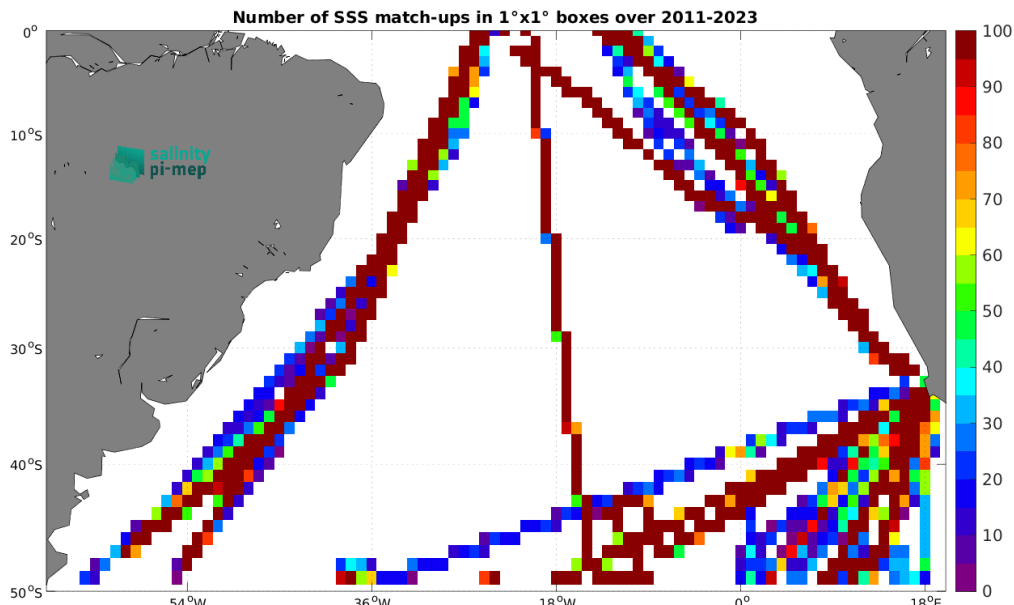 Number of SSS match-ups in 1°x1° boxes over 2011-2023
0°
10°S
20°S
30°S
40°S
50°S
54°W
36°W
18°W
0°
18°E
salinity
pi-mep
100
90
80
70
60
50
40
30
20
10
0